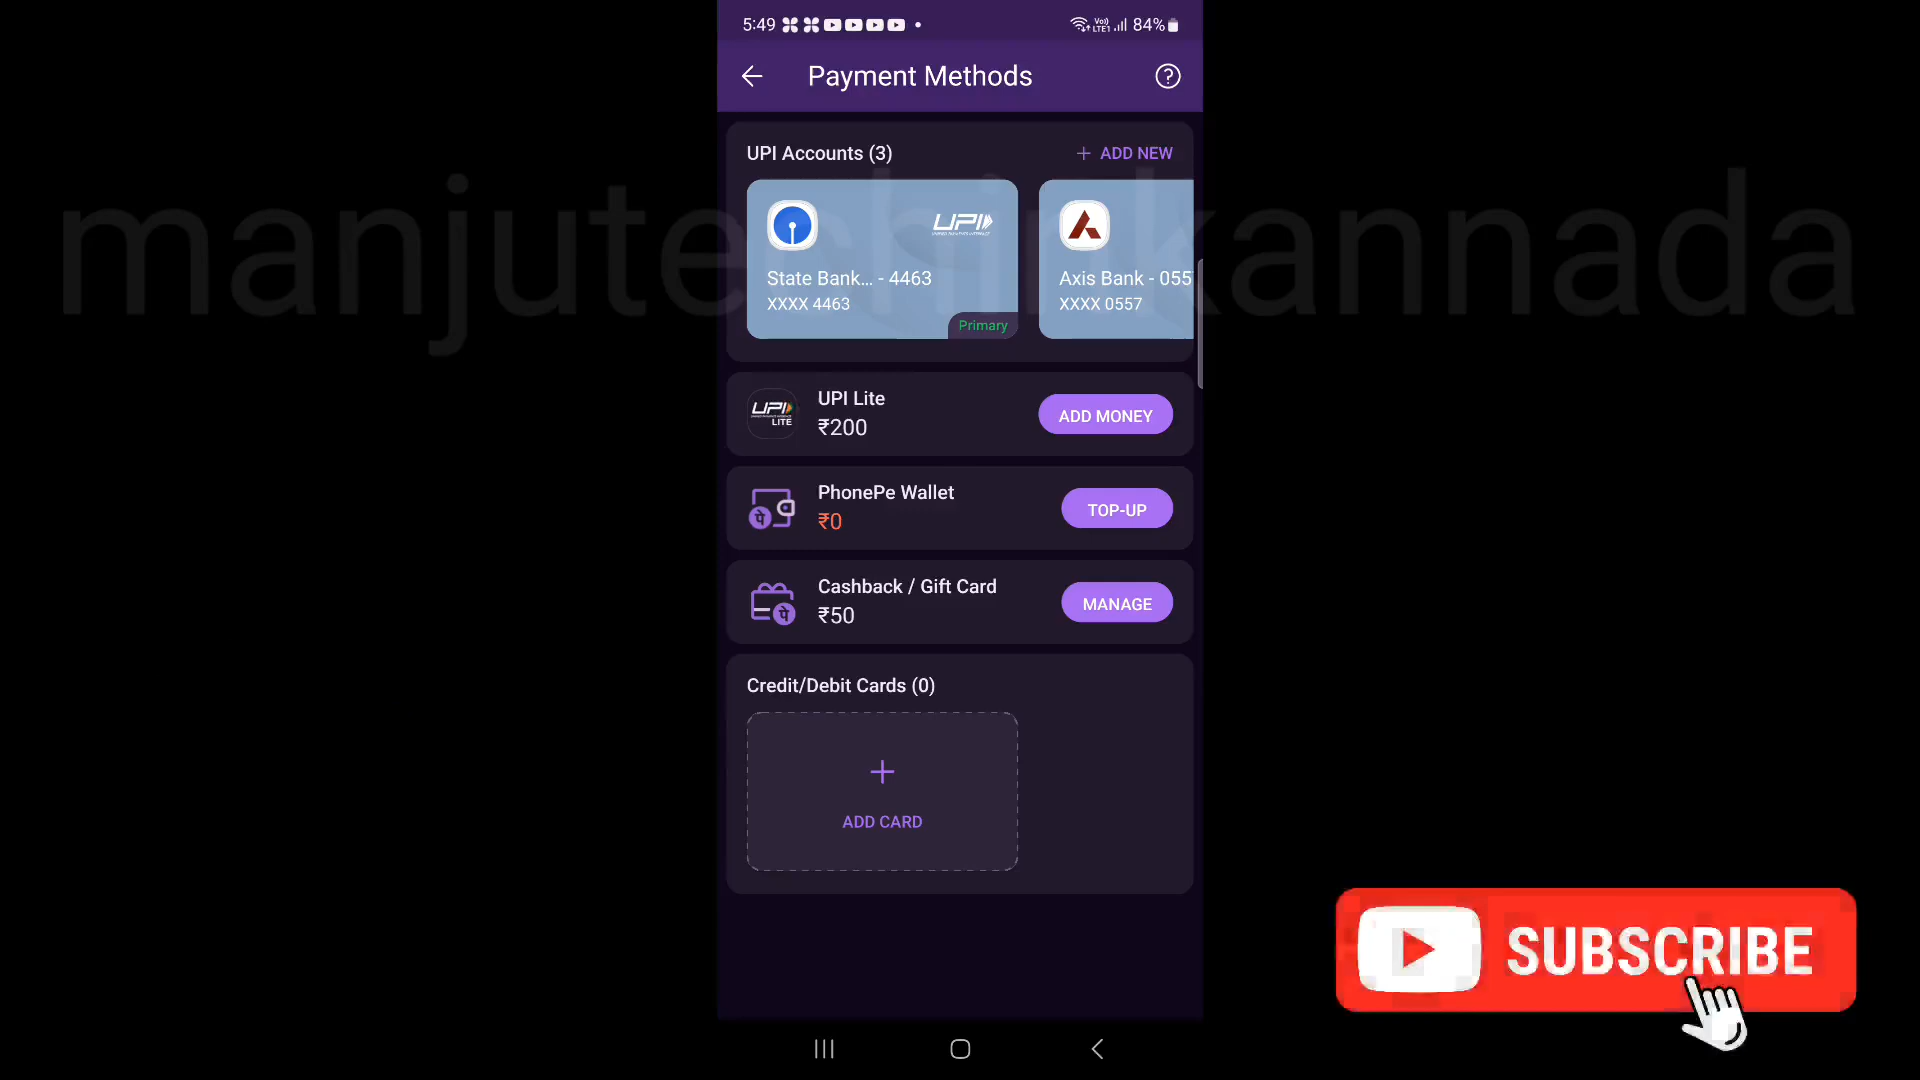 5:49 84%
Payment Methods
UPI Accounts (3)
+ ADD NEW
manjutechinkannada
UPI
State Bank... - 4463
XXXX 4463
Primary
Axis Bank - 055
XXXX 0557
UPI LITE
UPI Lite
₹200
ADD MONEY
PhonePe Wallet
₹0
TOP-UP
Cashback / Gift Card
₹50
MANAGE
Credit/Debit Cards (0)
+
ADD CARD
SUBSCRIBE